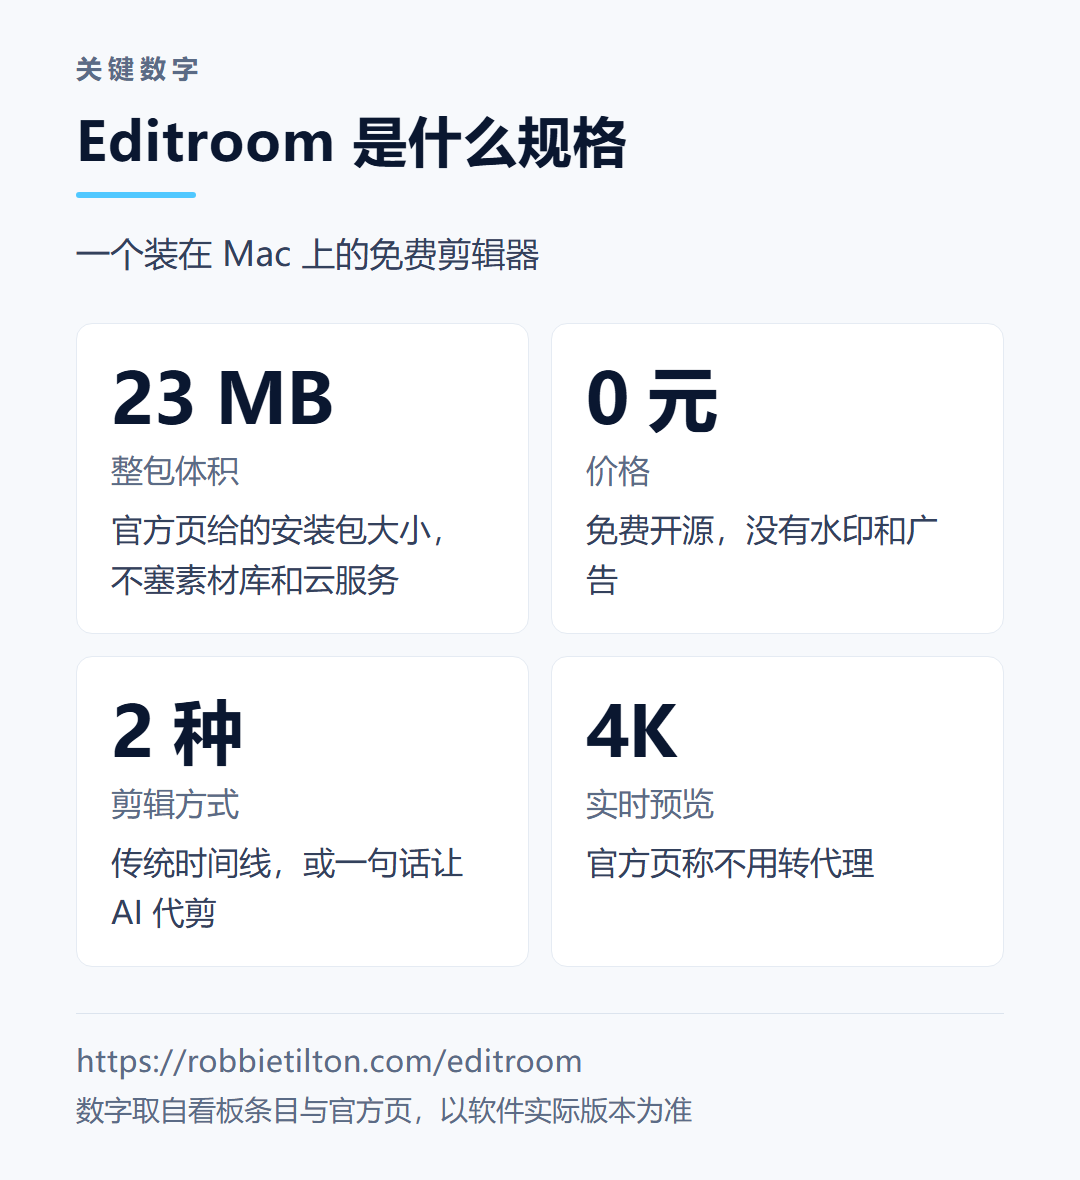 关键数字
Editroom 是什么规格
一个装在 Mac 上的免费剪辑器
23 MB
整包体积
官方页给的安装包大小，
不塞素材库和云服务
0 元
价格
免费开源，没有水印和广
告
2 种
剪辑方式
传统时间线，或一句话让
AI 代剪
4K
实时预览
官方页称不用转代理
https://robbietilton.com/editroom
数字取自看板条目与官方页，以软件实际版本为准